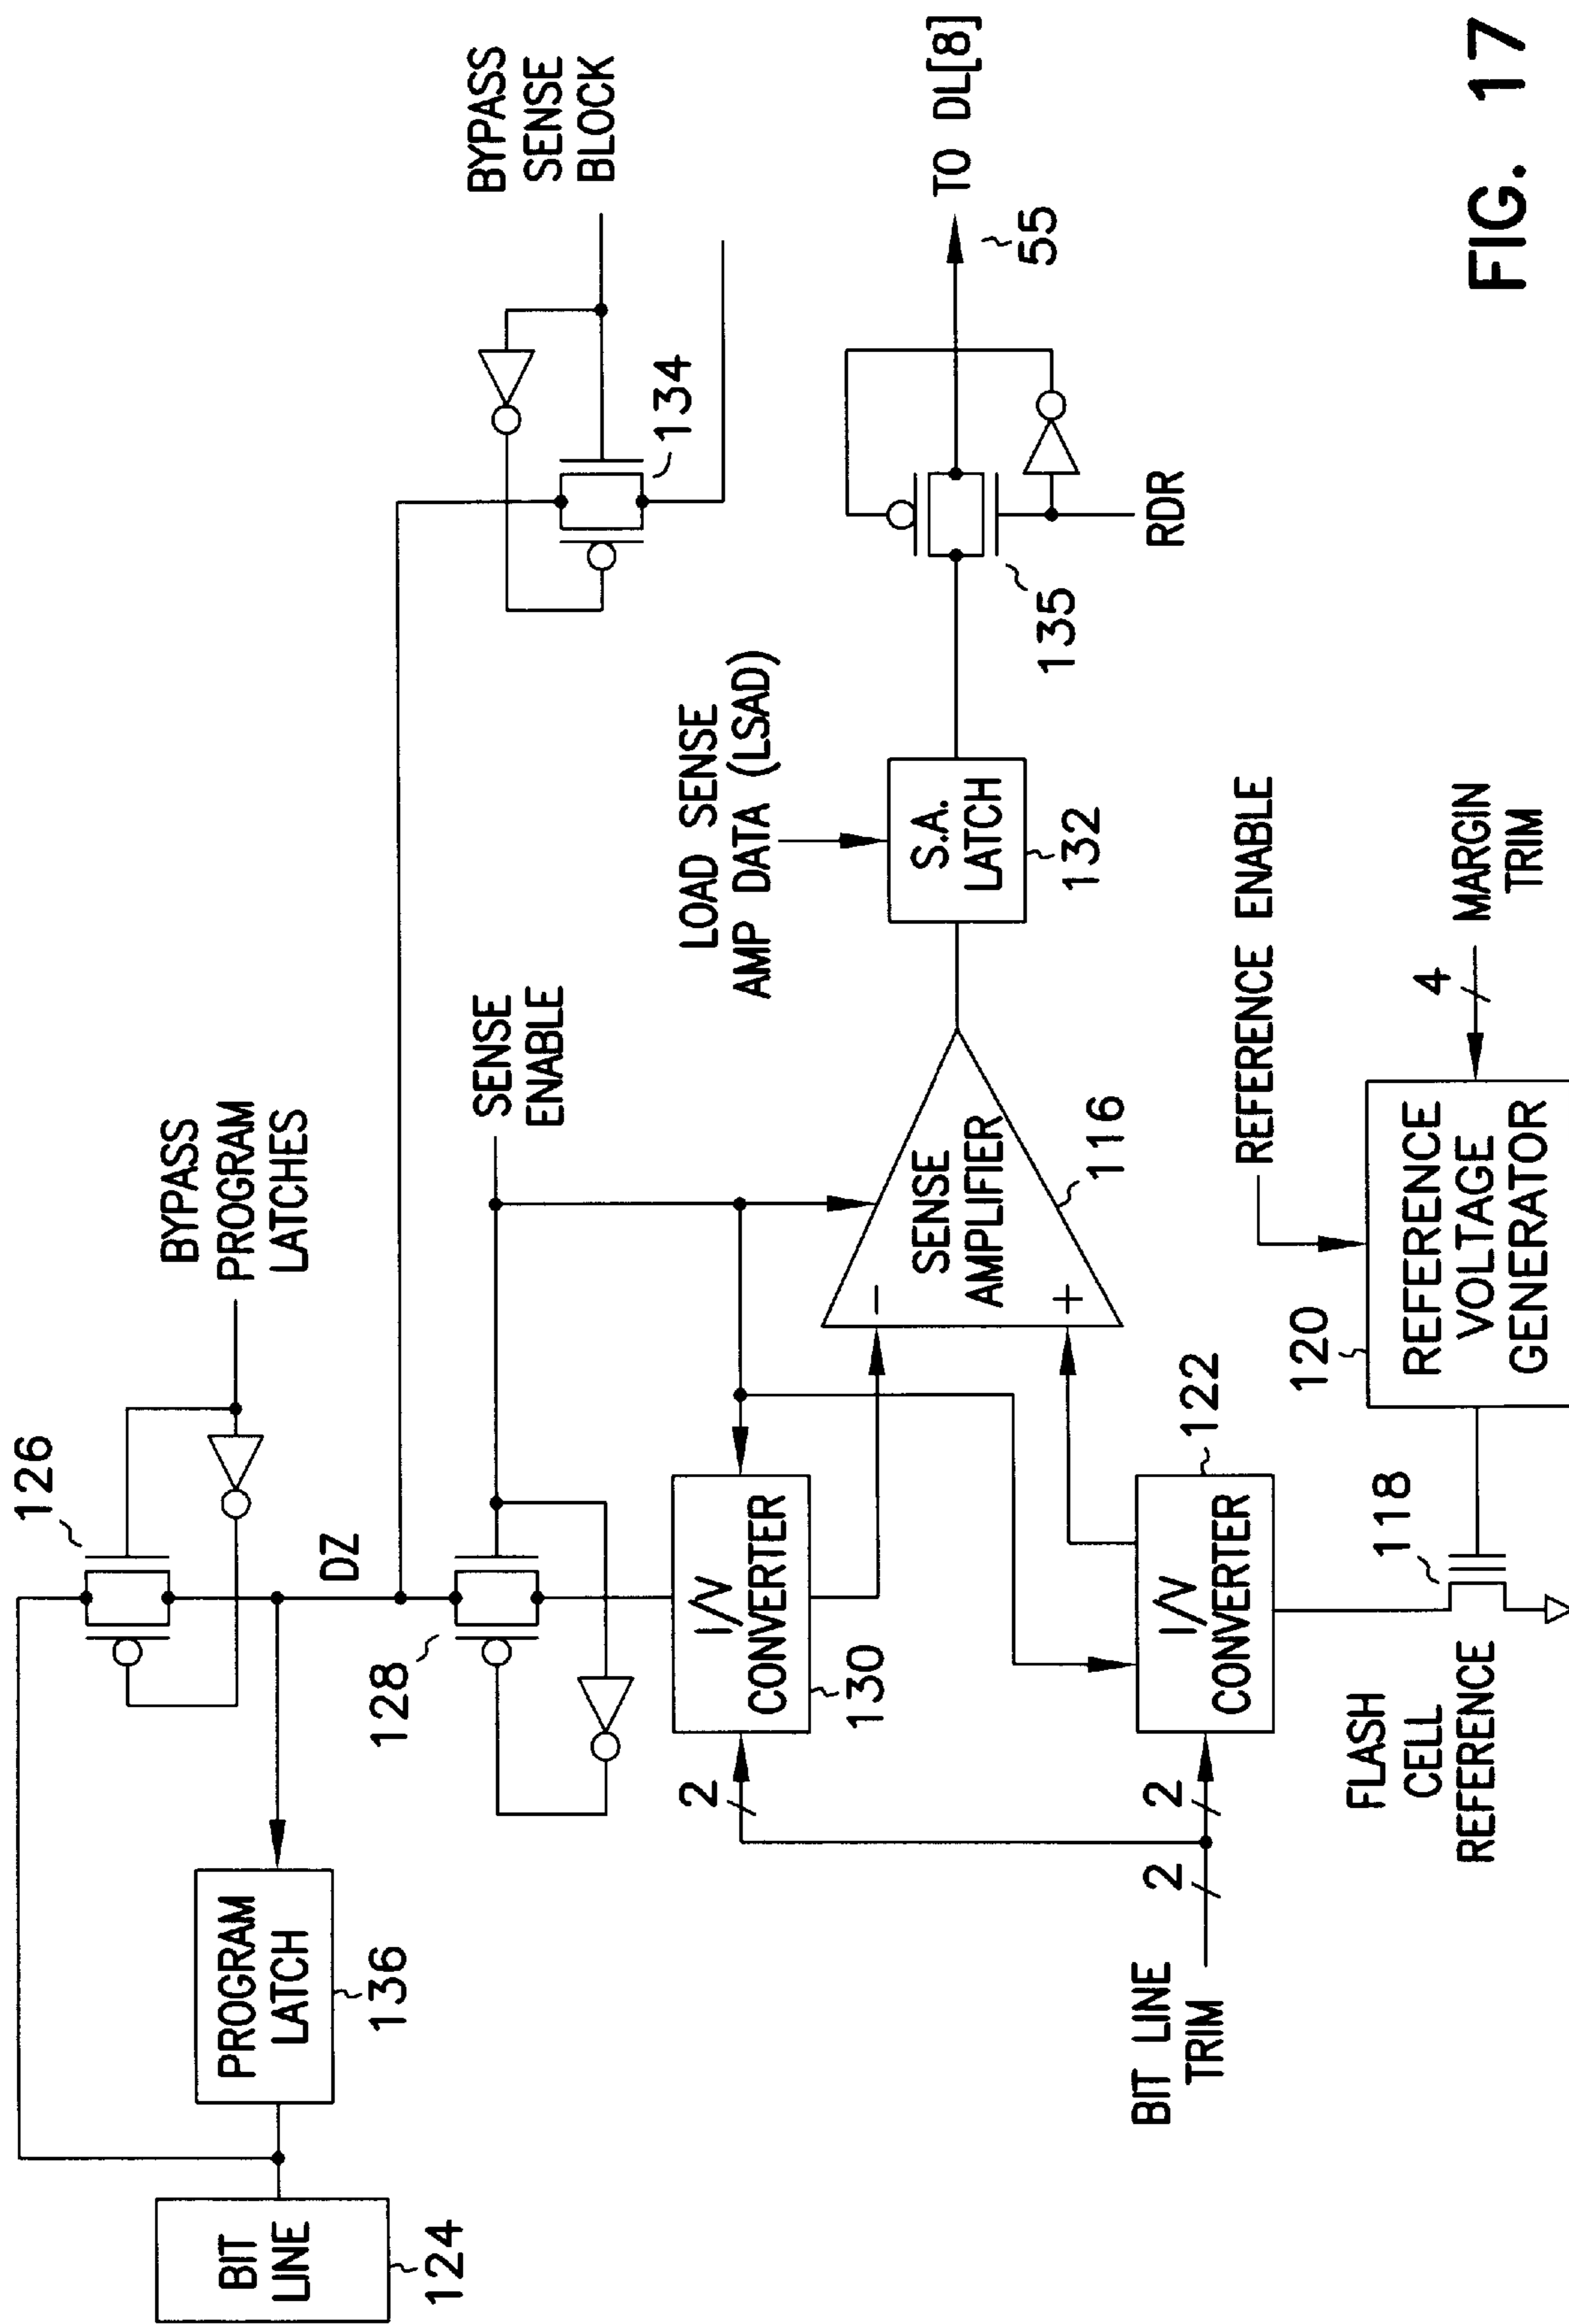 BIT
LINE
124
PROGRAM
LATCH
136
126
BYPASS
PROGRAM
LATCHES
DZ
128
SENSE
ENABLE
BYPASS
SENSE
BLOCK
134
I/V
CONVERTER
130
2
2
2
BIT LINE
TRIM
I/V
CONVERTER
122
-
+
SENSE
AMPLIFIER
116
LOAD SENSE
AMP DATA (LSAD)
S.A.
LATCH
132
135
RDR
TO DL[8]
55
FLASH
CELL
REFERENCE
118
120
REFERENCE
VOLTAGE
GENERATOR
REFERENCE ENABLE
4
MARGIN
TRIM
FIG. 17